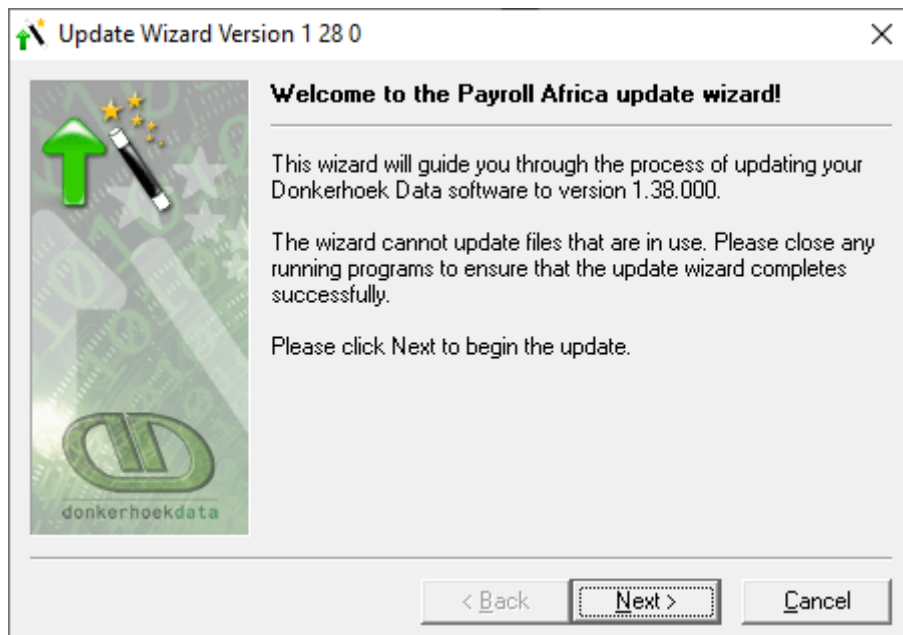 Update Wizard Version 1 28 0
Welcome to the Payroll Africa update wizard!
This wizard will guide you through the process of updating your
Donkerhoek Data software to version 1.38.000.
The wizard cannot update files that are in use. Please close any
running programs to ensure that the update wizard completes
successfully.
Please click Next to begin the update.
donkerhoekdata
< Back
Next >
Cancel